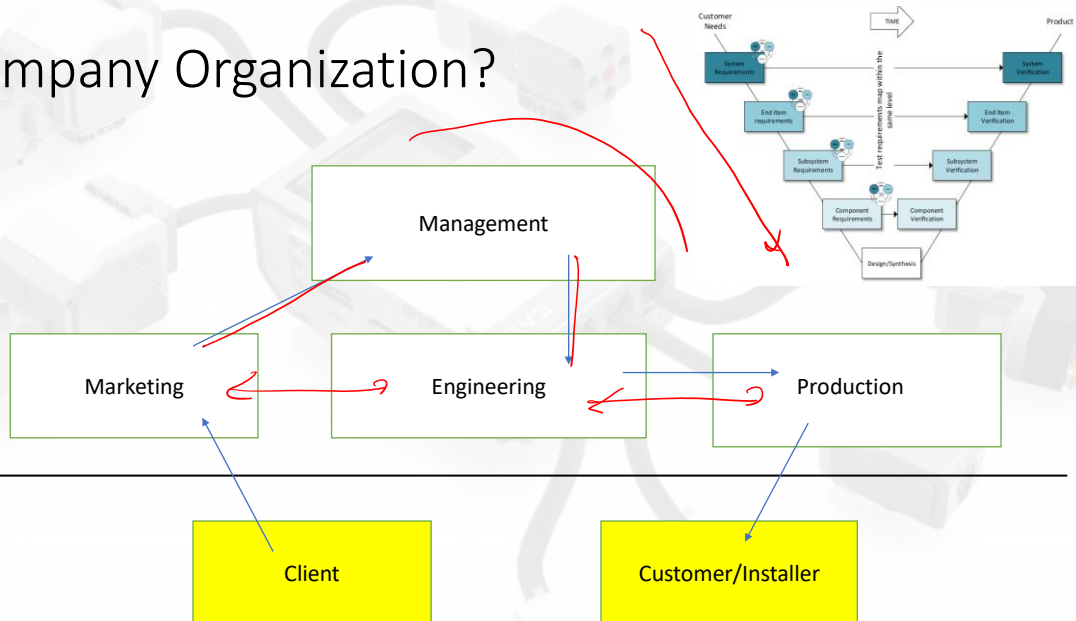 mpany Organization?
Customer
Needs
TIME
Product
System
Requirements
System
Verification
End Item
requirements
End Item
Verification
Subsystem
Requirements
Subsystem
Verification
Component
Requirements
Component
Verification
Design/Synthesis
Test requirements map within the
same level
Management
Marketing
Engineering
Production
Client
Customer/Installer